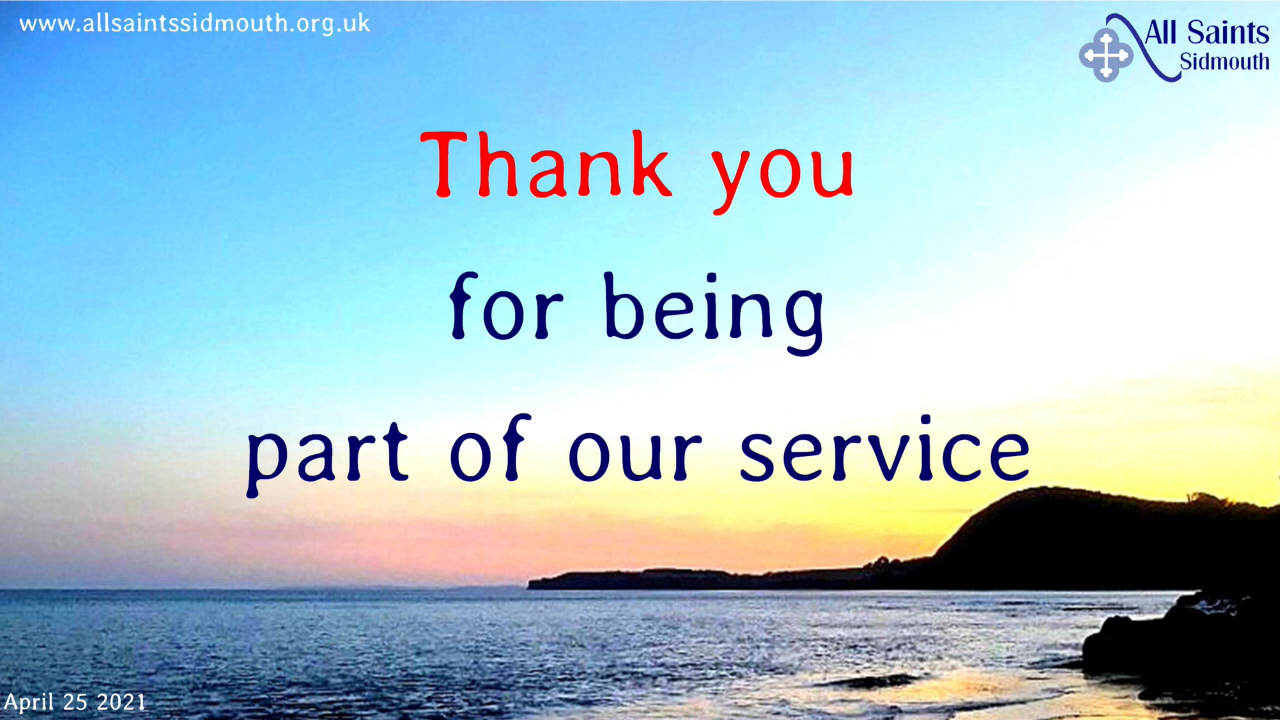 www.allsaintssidmouth.org.uk
All Saints
Sidmouth
Thank you
for being
part of our service
April 25 2021